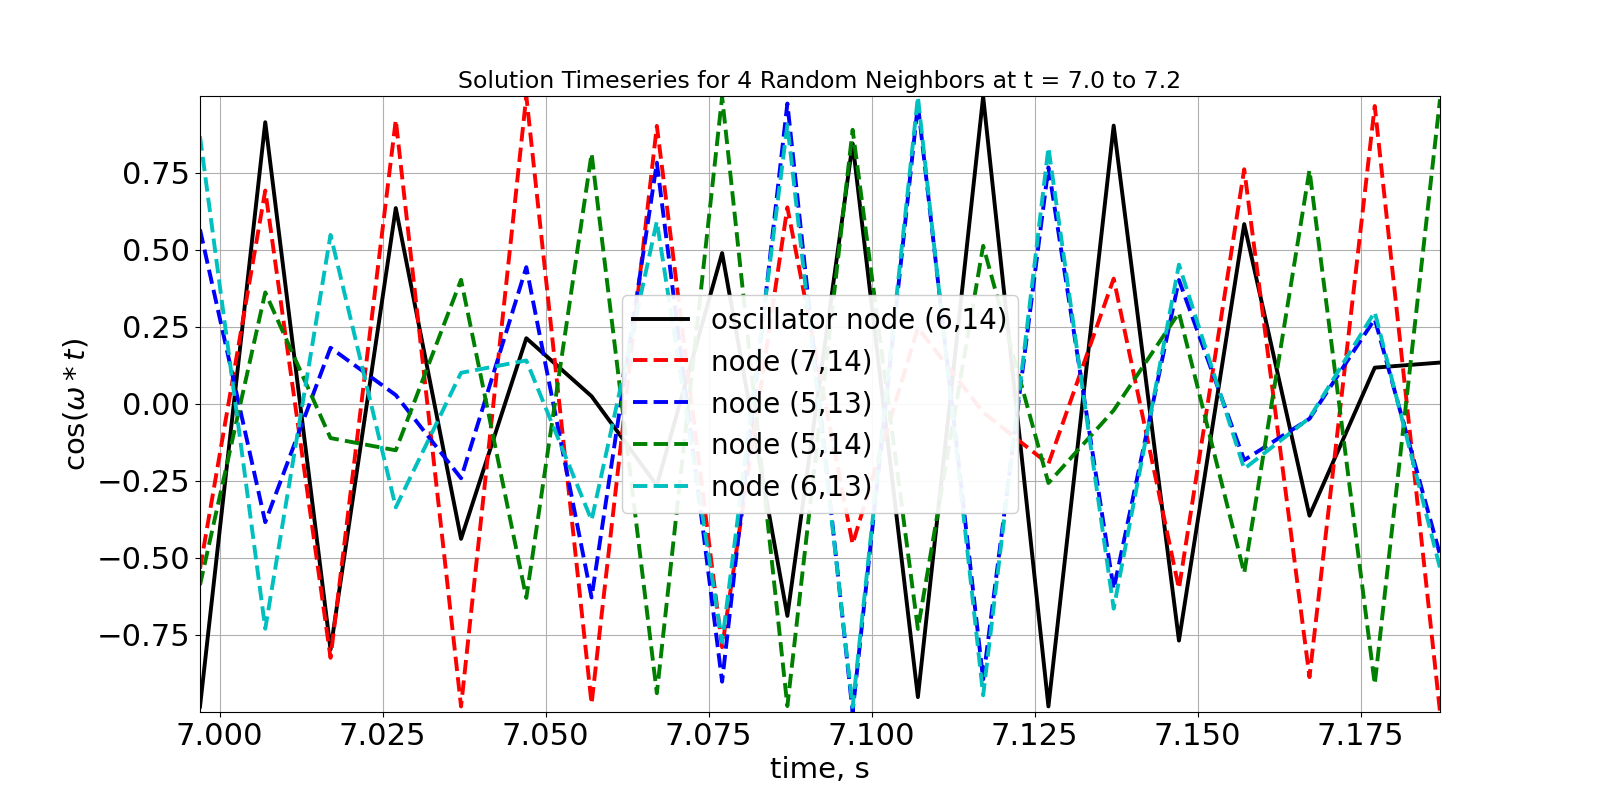 Solution Timeseries for 4 Random Neighbors at t = 7.0 to 7.2
cos(ω * t)
0.75
0.50
0.25
0.00
−0.25
−0.50
−0.75
oscillator node (6,14)
node (7,14)
node (5,13)
node (5,14)
node (6,13)
7.000 7.025 7.050 7.075 7.100 7.125 7.150 7.175
time, s